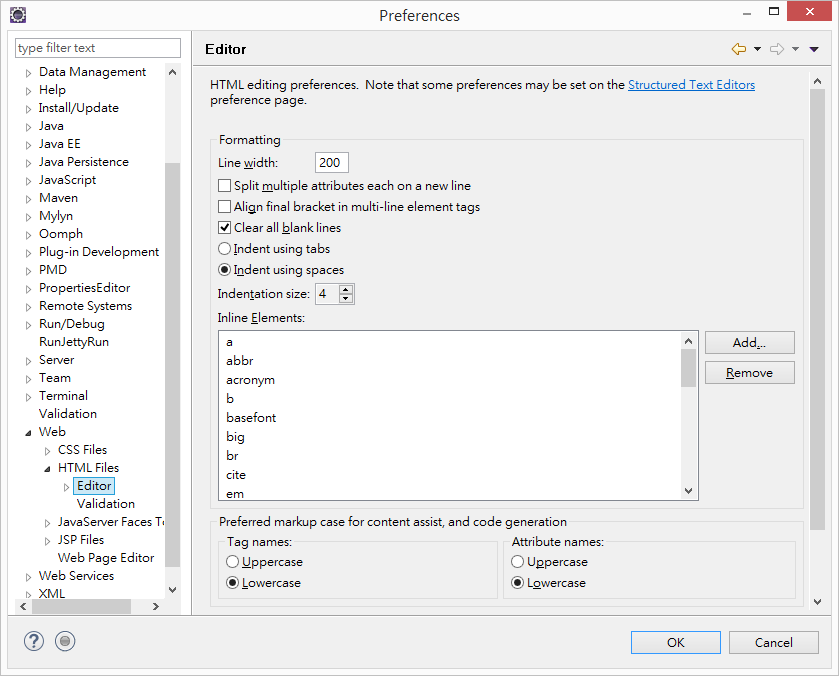 Preferences
type filter text
Data Management
Help
Install/Update
Java
Java EE
Java Persistence
JavaScript
Maven
Mylyn
Oomph
Plug-in Development
PMD
PropertiesEditor
Remote Systems
Run/Debug
RunJettyRun
Server
Team
Terminal
Validation
Web
CSS Files
HTML Files
Editor
Validation
JavaServer Faces To
JSP Files
Web Page Editor
Web Services
XML
Editor
HTML editing preferences.  Note that some preferences may be set on the Structured Text Editors
preference page.
Formatting
Line width: 200
Split multiple attributes each on a new line
Align final bracket in multi-line element tags
Clear all blank lines
Indent using tabs
Indent using spaces
Indentation size: 4
Inline Elements:
a
abbr
acronym
b
basefont
big
br
cite
em
Add...
Remove
Preferred markup case for content assist, and code generation
Tag names:
Uppercase
Lowercase
Attribute names:
Uppercase
Lowercase
?
OK
Cancel